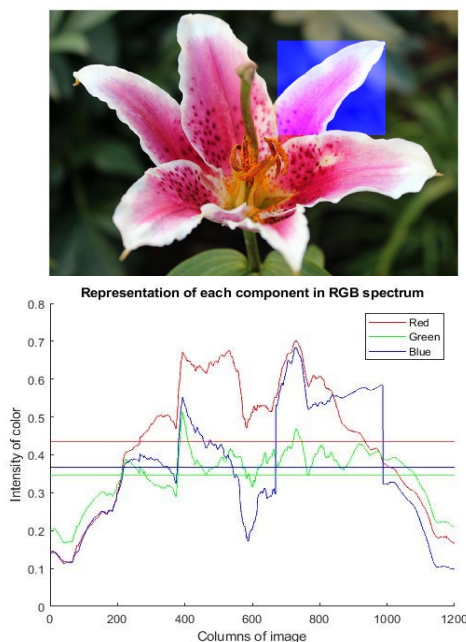 Representation of each component in RGB spectrum
0.8
Red
Green
Blue
0.7
0.6
0.5
0.4
0.3
0.2
0.1
0
Intensity of color
0 200 400 600 800 1000 1200
Columns of image